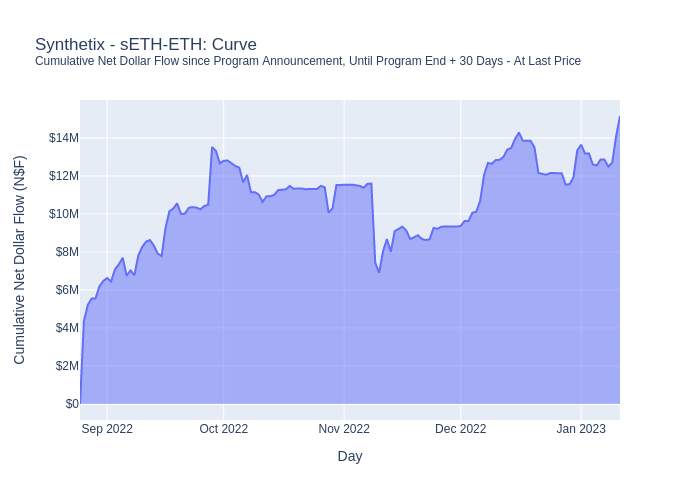 Synthetix - sETH-ETH: Curve
Cumulative Net Dollar Flow since Program Announcement, Until Program End + 30 Days - At Last Price
Cumulative Net Dollar Flow (N$F)
$14M
$12M
$10M
$8M
$6M
$4M
$2M
$0
Sep 2022 Oct 2022 Nov 2022 Dec 2022 Jan 2023
Day